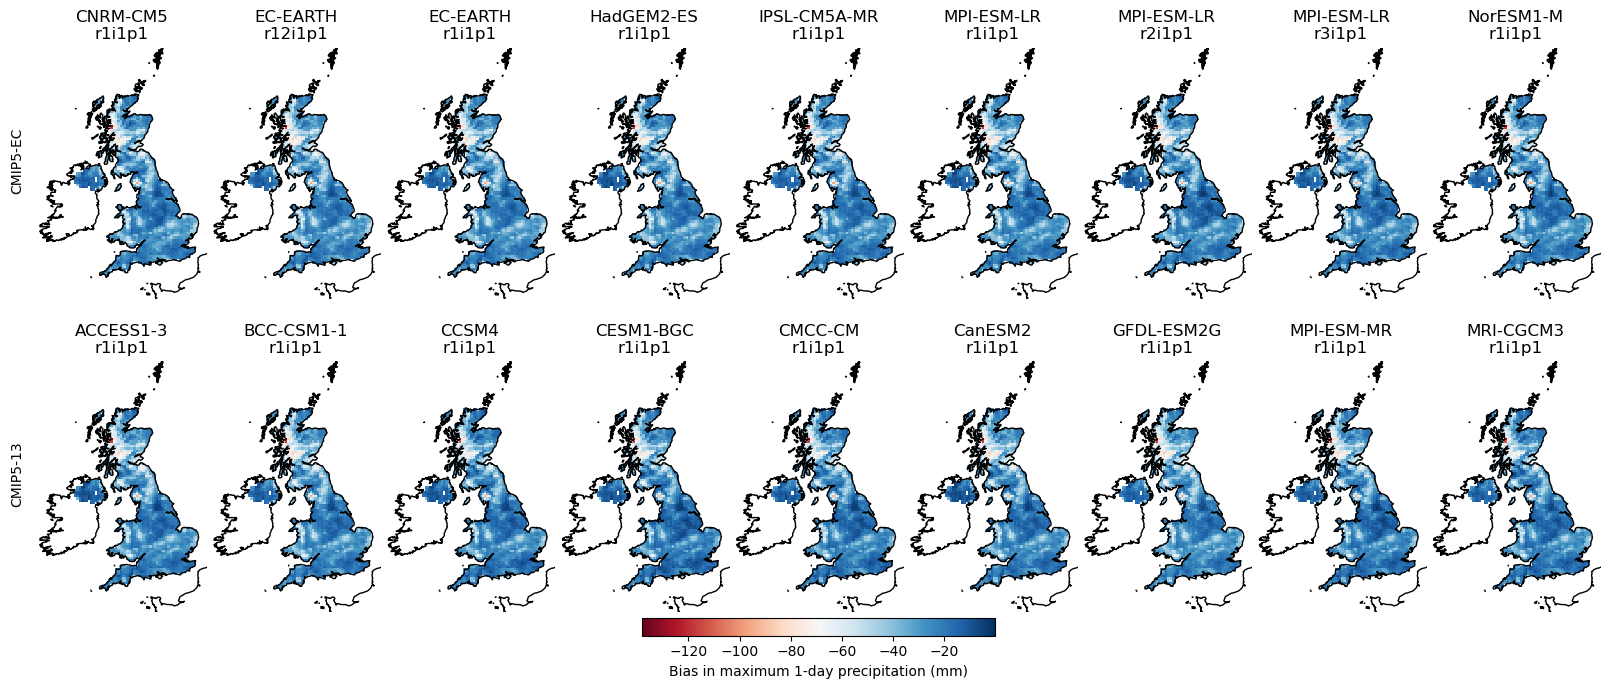 CNRM-CM5
r1i1p1
EC-EARTH
r12i1p1
EC-EARTH
r1i1p1
HadGEM2-ES
r1i1p1
IPSL-CM5A-MR
r1i1p1
MPI-ESM-LR
r1i1p1
MPI-ESM-LR
r2i1p1
MPI-ESM-LR
r3i1p1
NorESM1-M
r1i1p1
CMIP5-EC
ACCESS1-3
r1i1p1
BCC-CSM1-1
r1i1p1
CCSM4
r1i1p1
CESM1-BGC
r1i1p1
CMCC-CM
r1i1p1
CanESM2
r1i1p1
GFDL-ESM2G
r1i1p1
MPI-ESM-MR
r1i1p1
MRI-CGCM3
r1i1p1
CMIP5-13
−120 −100 −80 −60 −40 −20
Bias in maximum 1-day precipitation (mm)